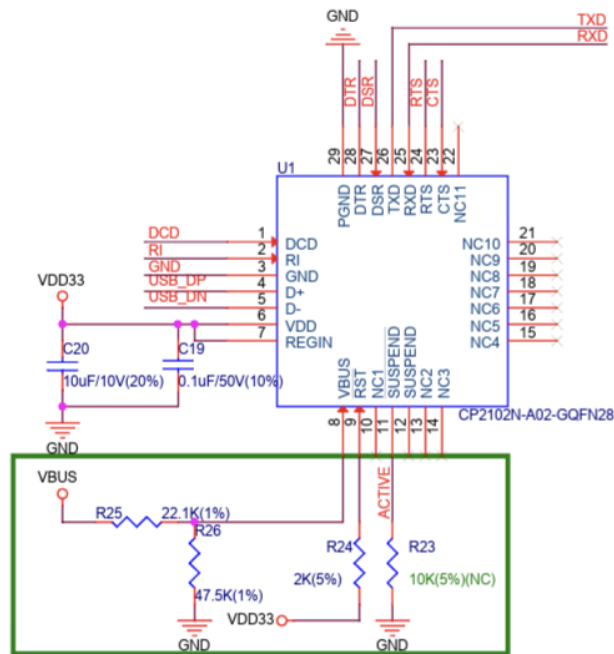 TXD
RXD
GND
DTR
DSR
RTS
CTS
29
28
27
26
25
24
23
22
U1
PGND
DTR
DSR
TXD
RXD
RTS
CTS
NC11
DCD 1 DCD
RI 2 RI
GND 3 GND
USB_DP 4 D+
USB_DN 5 D-
6 VDD
7 REGIN
NC10 21
NC9 20
NC8 19
NC7 18
NC6 17
NC5 16
NC4 15
VDD33
C20
10uF/10V(20%)
C19
0.1uF/50V(10%)
GND
VBUS
RST
NC1
SUSPEND
SUSPEND
NC2
NC3
CP2102N-A02-GQFN28
8
9
10
11
12
13
14
VBUS
R25
22.1K(1%)
R26
47.5K(1%)
GND
ACTIVE
R24
2K(5%)
VDD33
R23
10K(5%)(NC)
GND